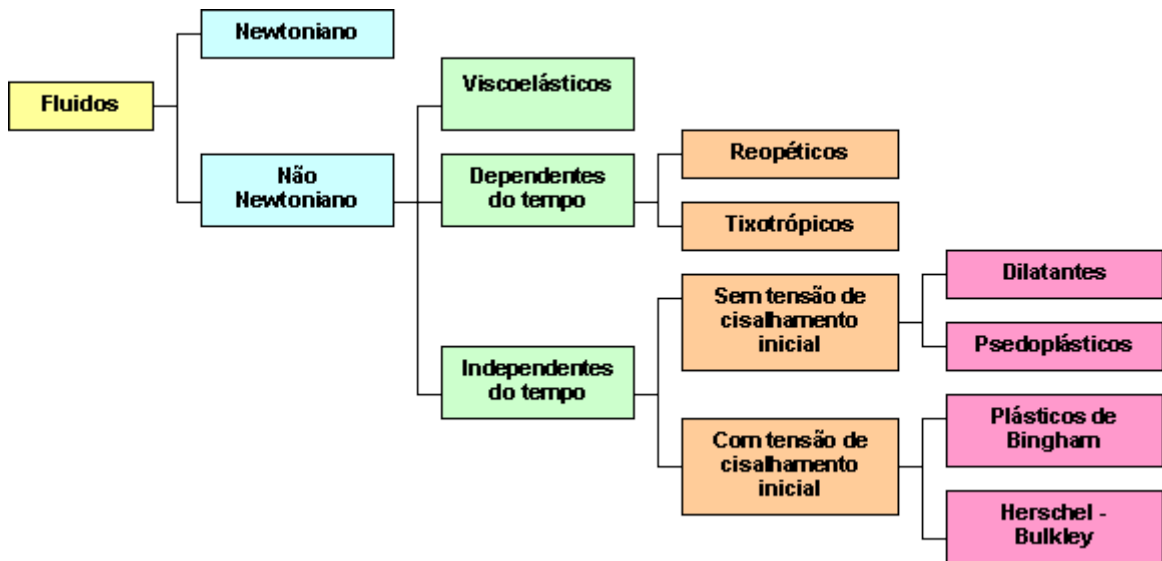 Newtoniano
Fluidos
Não
Newtoniano
Viscoelásticos
Dependentes
do tempo
Independentes
do tempo
Reopéticos
Tixotrópicos
Sem tensão de
cisalhamento
inicial
Com tensão de
cisalhamento
inicial
Dilatantes
Psedoplásticos
Plásticos de
Bingham
Herschel -
Bulkley